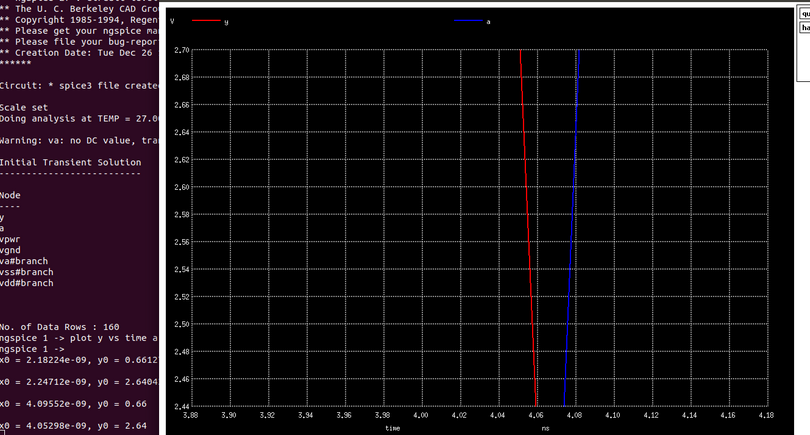 ** The U. C. Berkeley CAD Gro
** Copyright 1985-1994, Regen
** Please get your ngspice man
** Please file your bug-repor
** Creation Date: Tue Dec 26
******
Circuit: * spice3 file create
Scale set
Doing analysis at TEMP = 27.0
Warning: va: no DC value, tra
Initial Transient Solution
--------------------------
Node
----
y
a
vpwr
vgnd
va#branch
vss#branch
vdd#branch
No. of Data Rows : 160
ngspice 1 -> plot y vs time a
ngspice 1 ->
x0 = 2.18224e-09, y0 = 0.6612
x0 = 2.24712e-09, y0 = 2.6404
x0 = 4.09552e-09, y0 = 0.66
x0 = 4.05298e-09, y0 = 2.64
V y a
2.70
2.68
2.66
2.64
2.62
2.60
2.58
2.56
2.54
2.52
2.50
2.48
2.46
2.44
3.88 3.90 3.92 3.94 3.96 3.98 4.00 4.02 4.04 4.06 4.08 4.10 4.12 4.14 4.16 4.18
time ns
qu
ha